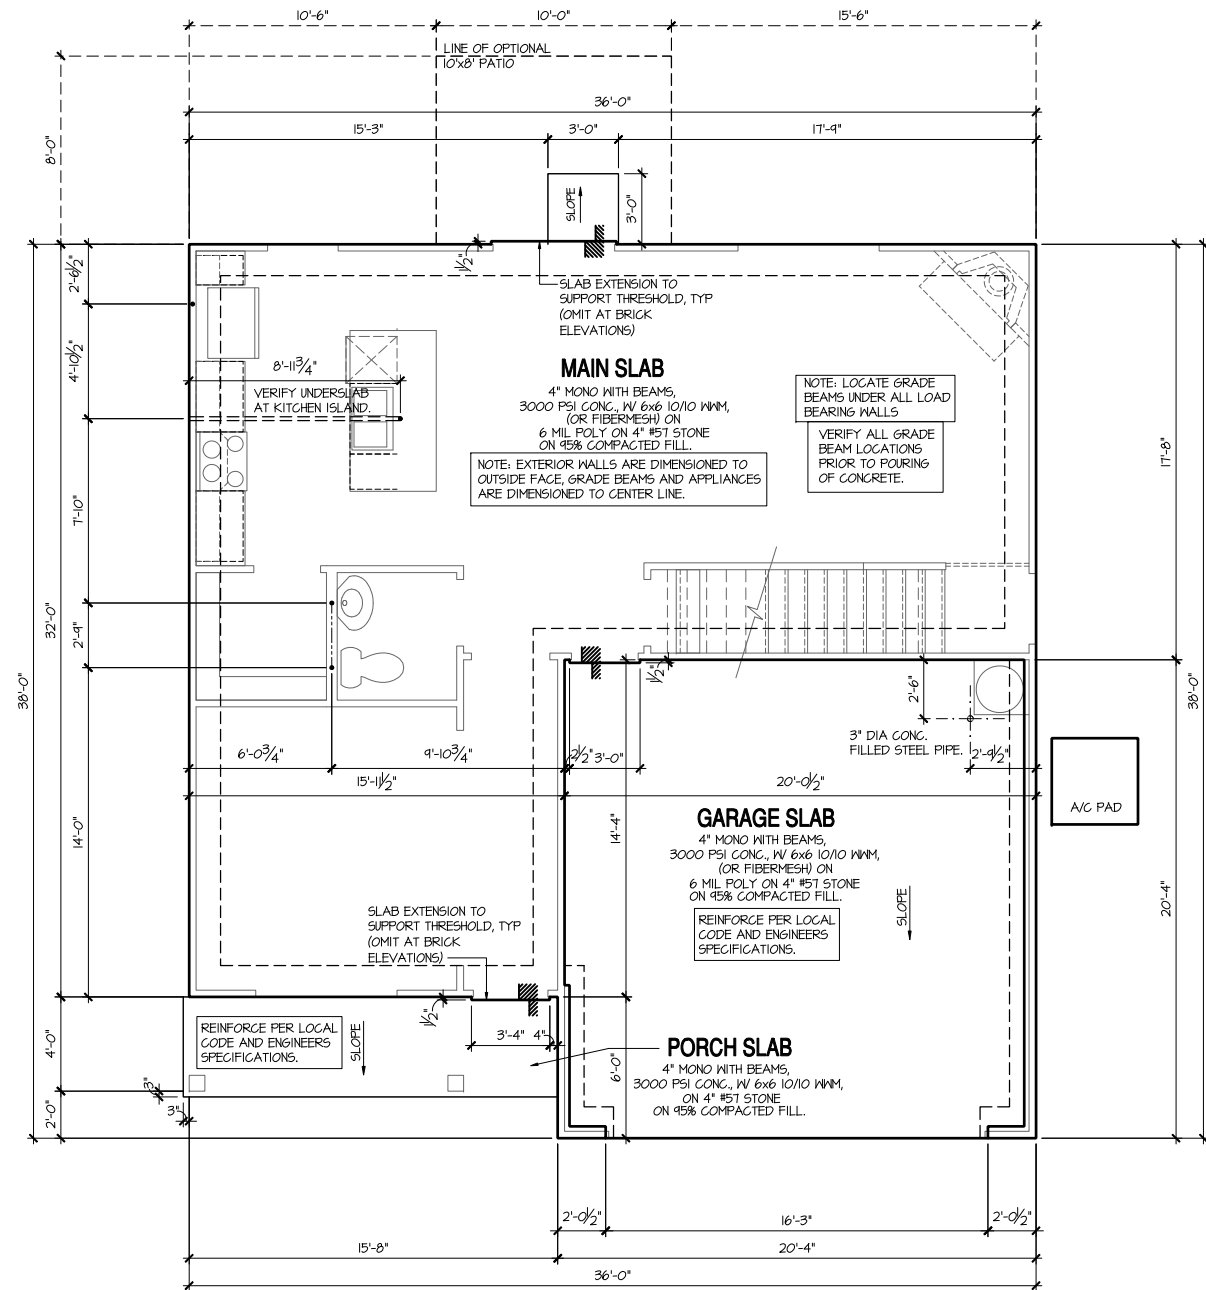 10'-6" 10'-0" 15'-6"
LINE OF OPTIONAL
10'x8' PATIO
36'-0"
15'-3" 3'-0" 17'-9"
8'-0"
SLOPE
3'-0"
2'-6 1/2"
1/2"
SLAB EXTENSION TO
SUPPORT THRESHOLD, TYP
(OMIT AT BRICK
ELEVATIONS)
4'-10 1/2"
8'-11 3/4"
VERIFY UNDERSLAB
AT KITCHEN ISLAND.
MAIN SLAB
4" MONO WITH BEAMS,
3000 PSI CONC., W/ 6x6 10/10 WWM,
(OR FIBERMESH) ON
6 MIL POLY ON 4" #57 STONE
ON 95% COMPACTED FILL.
NOTE: EXTERIOR WALLS ARE DIMENSIONED TO
OUTSIDE FACE, GRADE BEAMS AND APPLIANCES
ARE DIMENSIONED TO CENTER LINE.
NOTE: LOCATE GRADE
BEAMS UNDER ALL LOAD
BEARING WALLS
VERIFY ALL GRADE
BEAM LOCATIONS
PRIOR TO POURING
OF CONCRETE.
17'-8"
7'-10"
32'-0"
2'-9"
38'-0"
38'-0"
1/2"
2'-6"
3" DIA CONC.
FILLED STEEL PIPE.
2'-9 1/2"
6'-0 3/4" 9'-10 3/4" 2 1/2" 3'-0"
15'-11 1/2" 20'-0 1/2"
A/C PAD
14'-0"
14'-4"
GARAGE SLAB
4" MONO WITH BEAMS,
3000 PSI CONC., W/ 6x6 10/10 WWM,
(OR FIBERMESH) ON
6 MIL POLY ON 4" #57 STONE
ON 95% COMPACTED FILL.
REINFORCE PER LOCAL
CODE AND ENGINEERS
SPECIFICATIONS.
SLOPE
20'-4"
SLAB EXTENSION TO
SUPPORT THRESHOLD, TYP
(OMIT AT BRICK
ELEVATIONS)
1/2"
REINFORCE PER LOCAL
CODE AND ENGINEERS
SPECIFICATIONS.
SLOPE
3'-4" 4"
4'-0"
6'-0"
PORCH SLAB
4" MONO WITH BEAMS,
3000 PSI CONC., W/ 6x6 10/10 WWM,
ON 4" #57 STONE
ON 95% COMPACTED FILL.
3"
3"
2'-0"
2'-0 1/2" 16'-3" 2'-0 1/2"
15'-8" 20'-4"
36'-0"